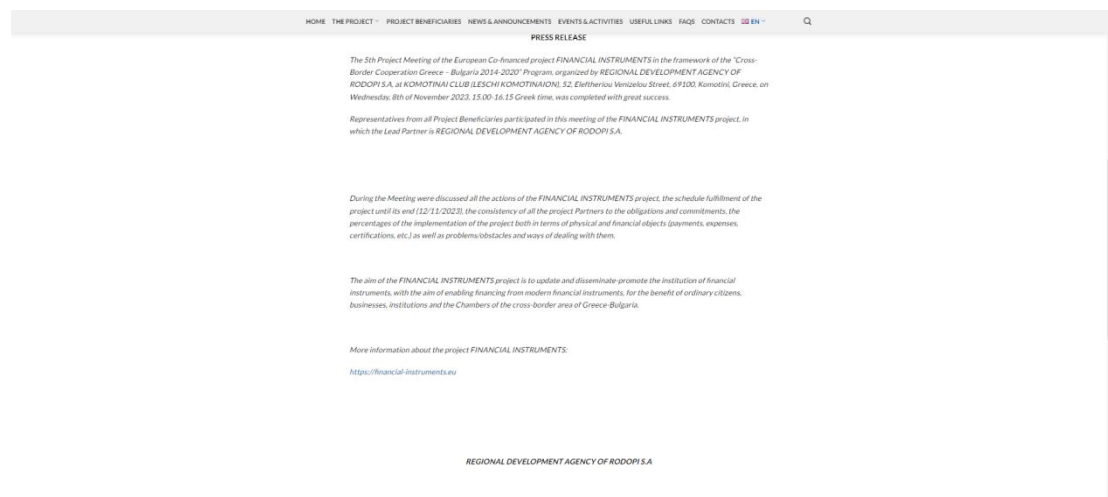 HOME THE PROJECT PROJECT BENEFICIARIES NEWS & ANNOUNCEMENTS EVENTS & ACTIVITIES USEFUL LINKS FAQS CONTACTS EN
PRESS RELEASE
The 5th Project Meeting of the European Co-financed project FINANCIAL INSTRUMENTS in the framework of the "Cross-
Border Cooperation Greece – Bulgaria 2014-2020" Program, organized by REGIONAL DEVELOPMENT AGENCY OF
RODOPI S.A, at KOMOTINAI CLUB (LESCHI KOMOTINAION), 52, Eleftheriou Venizelou Street, 69100, Komotini, Greece, on
Wednesday, 8th of November 2023, 15.00-16.15 Greek time, was completed with great success.
Representatives from all Project Beneficiaries participated in this meeting of the FINANCIAL INSTRUMENTS project, in
which the Lead Partner is REGIONAL DEVELOPMENT AGENCY OF RODOPI S.A.
During the Meeting were discussed all the actions of the FINANCIAL INSTRUMENTS project, the schedule fulfillment of the
project until its end (12/11/2023), the consistency of all the project Partners to the obligations and commitments, the
percentages of the implementation of the project both in terms of physical and financial objects (payments, expenses,
certifications, etc.) as well as problems/obstacles and ways of dealing with them.
The aim of the FINANCIAL INSTRUMENTS project is to update and disseminate-promote the institution of financial
instruments, with the aim of enabling financing from modern financial instruments, for the benefit of ordinary citizens,
businesses, institutions and the Chambers of the cross-border area of Greece-Bulgaria.
More information about the project FINANCIAL INSTRUMENTS:
https://financial-instruments.eu
REGIONAL DEVELOPMENT AGENCY OF RODOPI S.A